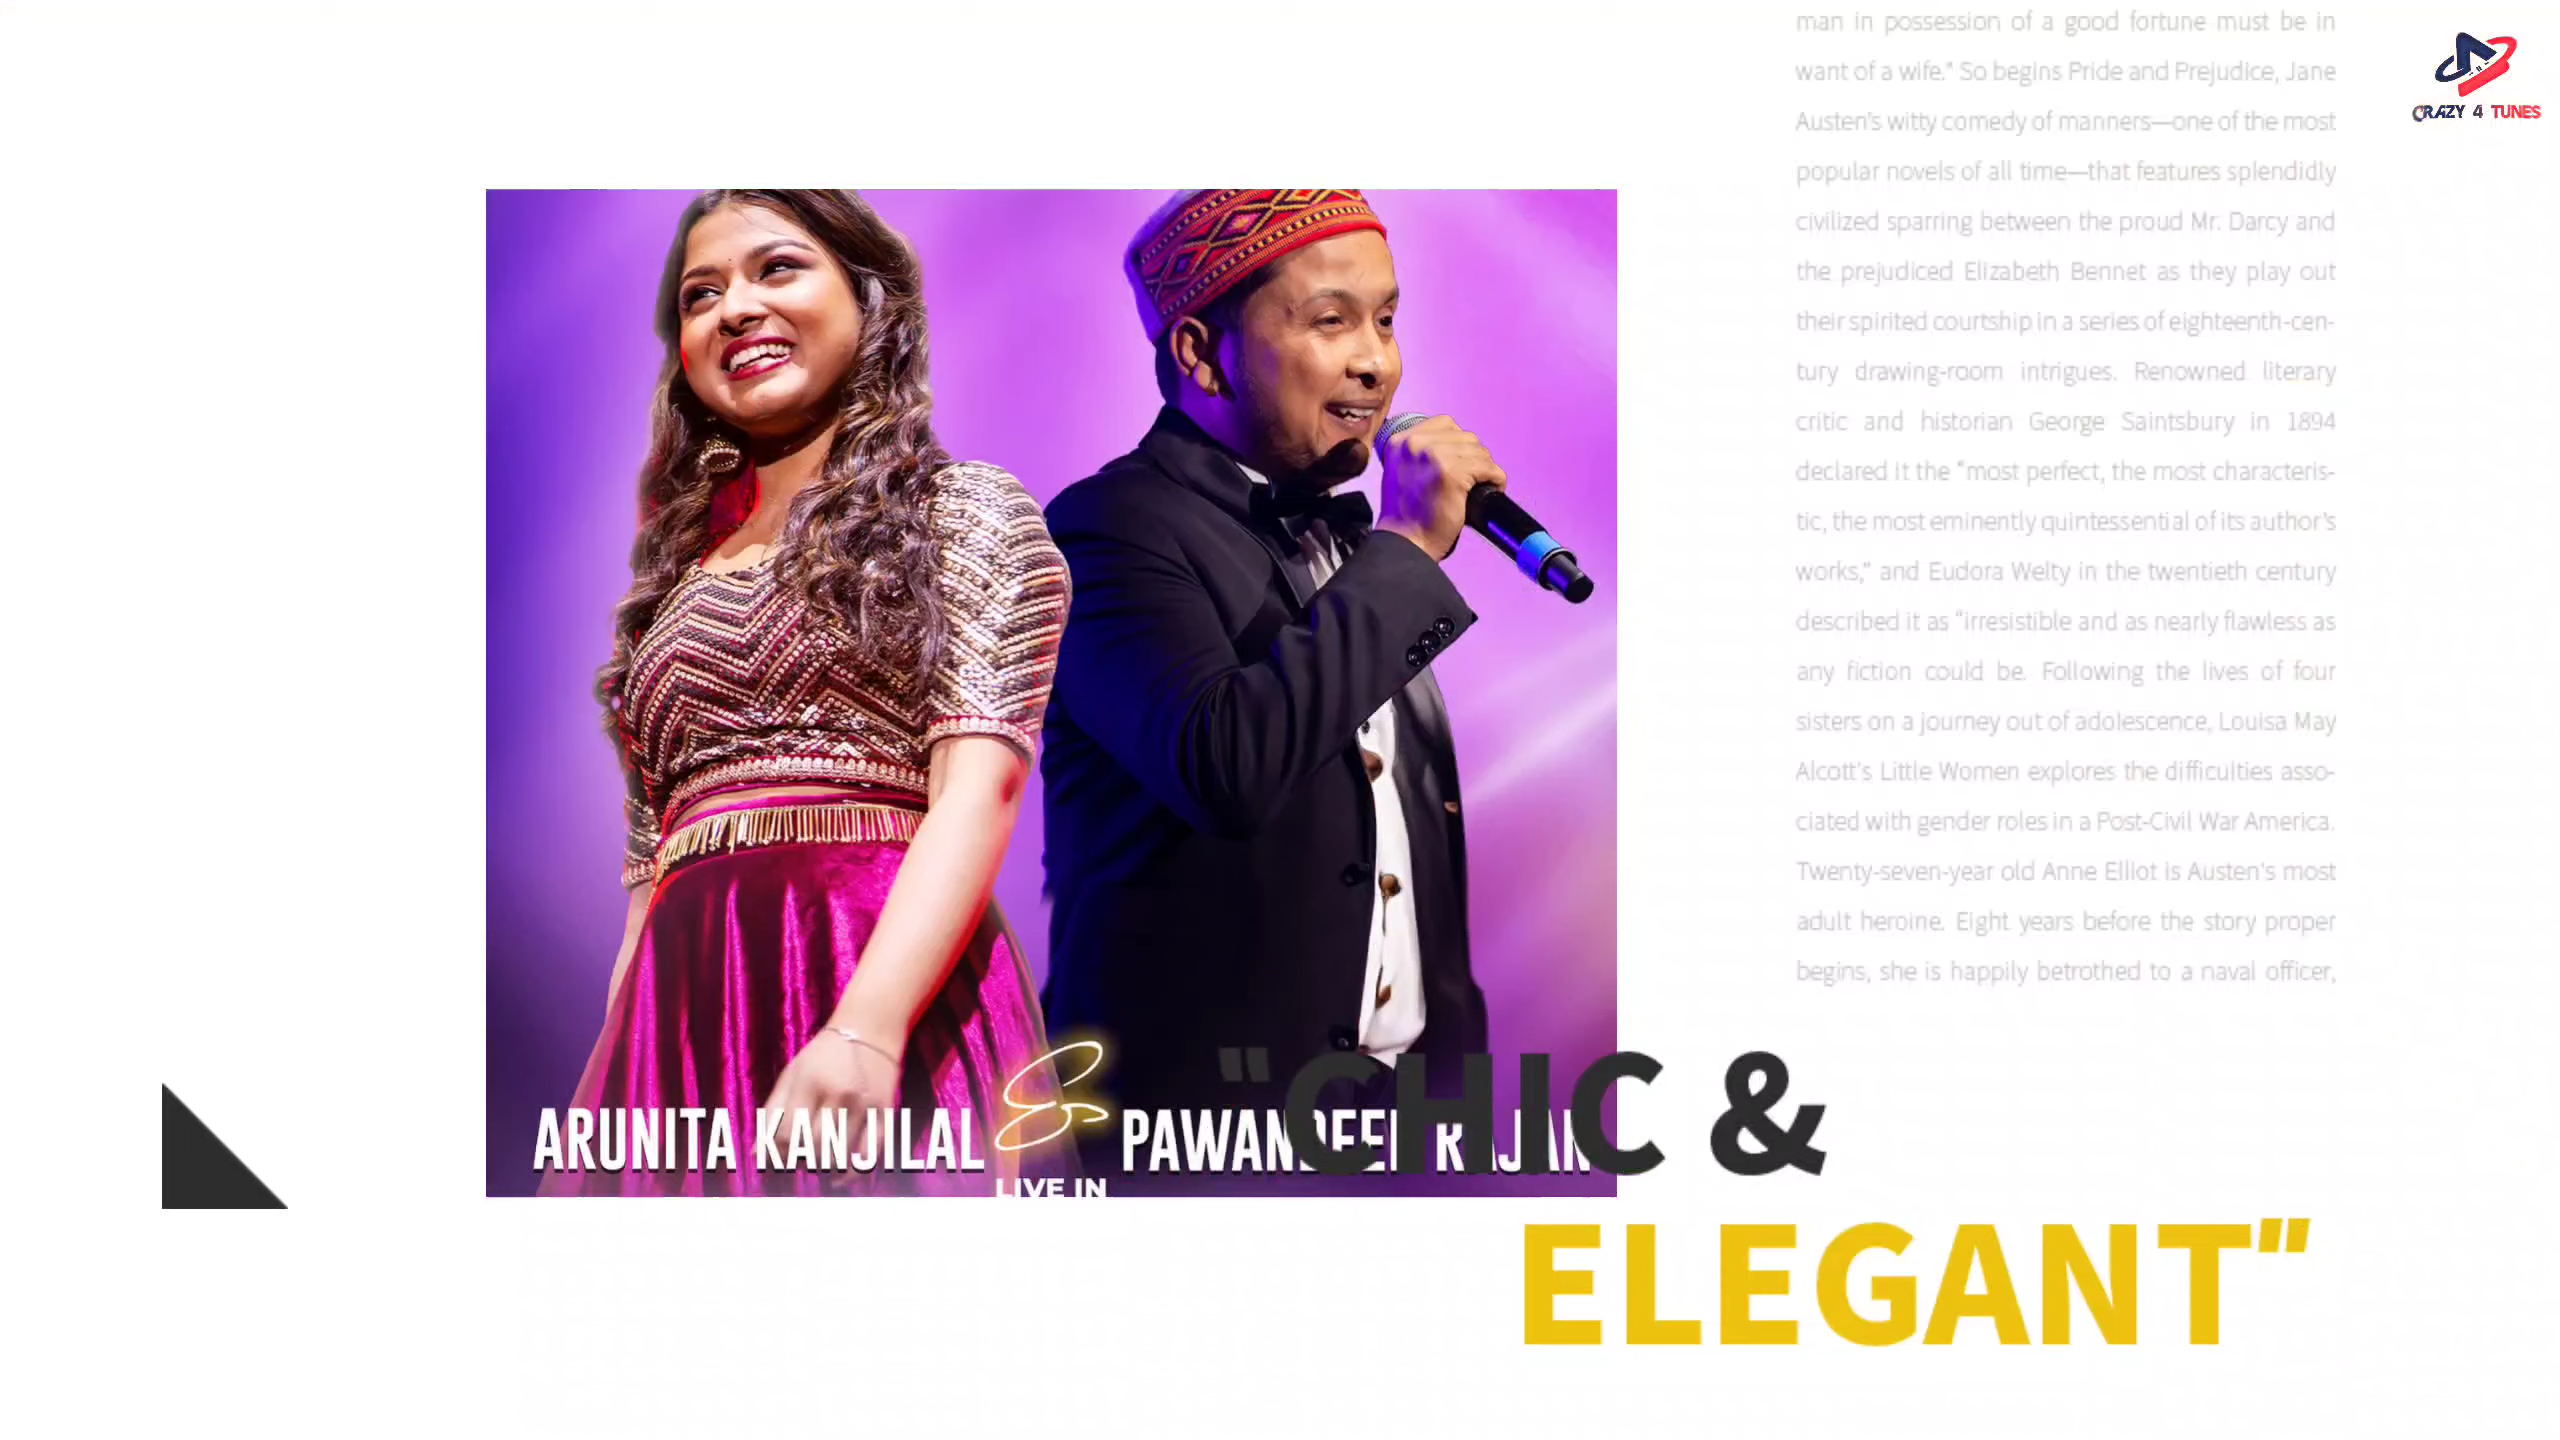 man in possession of a good fortune must be in
want of a wife." So begins Pride and Prejudice, Jane
Austen's witty comedy of manners—one of the most
popular novels of all time—that features splendidly
civilized sparring between the proud Mr. Darcy and
the prejudiced Elizabeth Bennet as they play out
their spirited courtship in a series of eighteenth-cen-
tury drawing-room intrigues. Renowned literary
critic and historian George Saintsbury in 1894
declared it the "most perfect, the most characteris-
tic, the most eminently quintessential of its author's
works," and Eudora Welty in the twentieth century
described it as "irresistible and as nearly flawless as
any fiction could be. Following the lives of four
sisters on a journey out of adolescence, Louisa May
Alcott's Little Women explores the difficulties asso-
ciated with gender roles in a Post-Civil War America.
Twenty-seven-year old Anne Elliot is Austen's most
adult heroine. Eight years before the story proper
begins, she is happily betrothed to a naval officer,
CRAZY 4 TUNES
ARUNITA KANJILAL & PAWANDEEP RAJAN
LIVE IN
"CHIC &
ELEGANT"